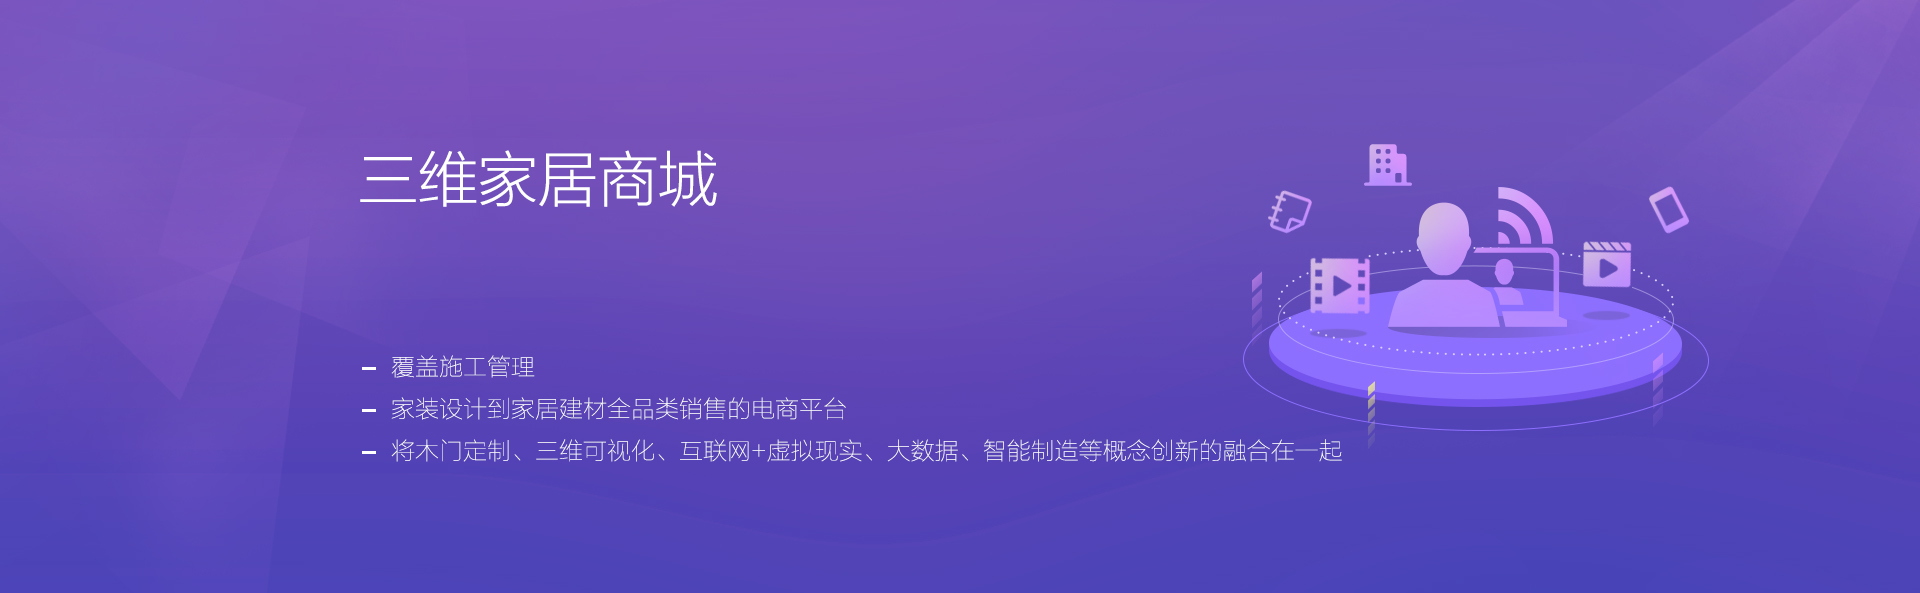 三维家居商城
覆盖施工管理
家装设计到家居建材全品类销售的电商平台
将木门定制、三维可视化、互联网+虚拟现实、大数据、智能制造等概念创新的融合在一起